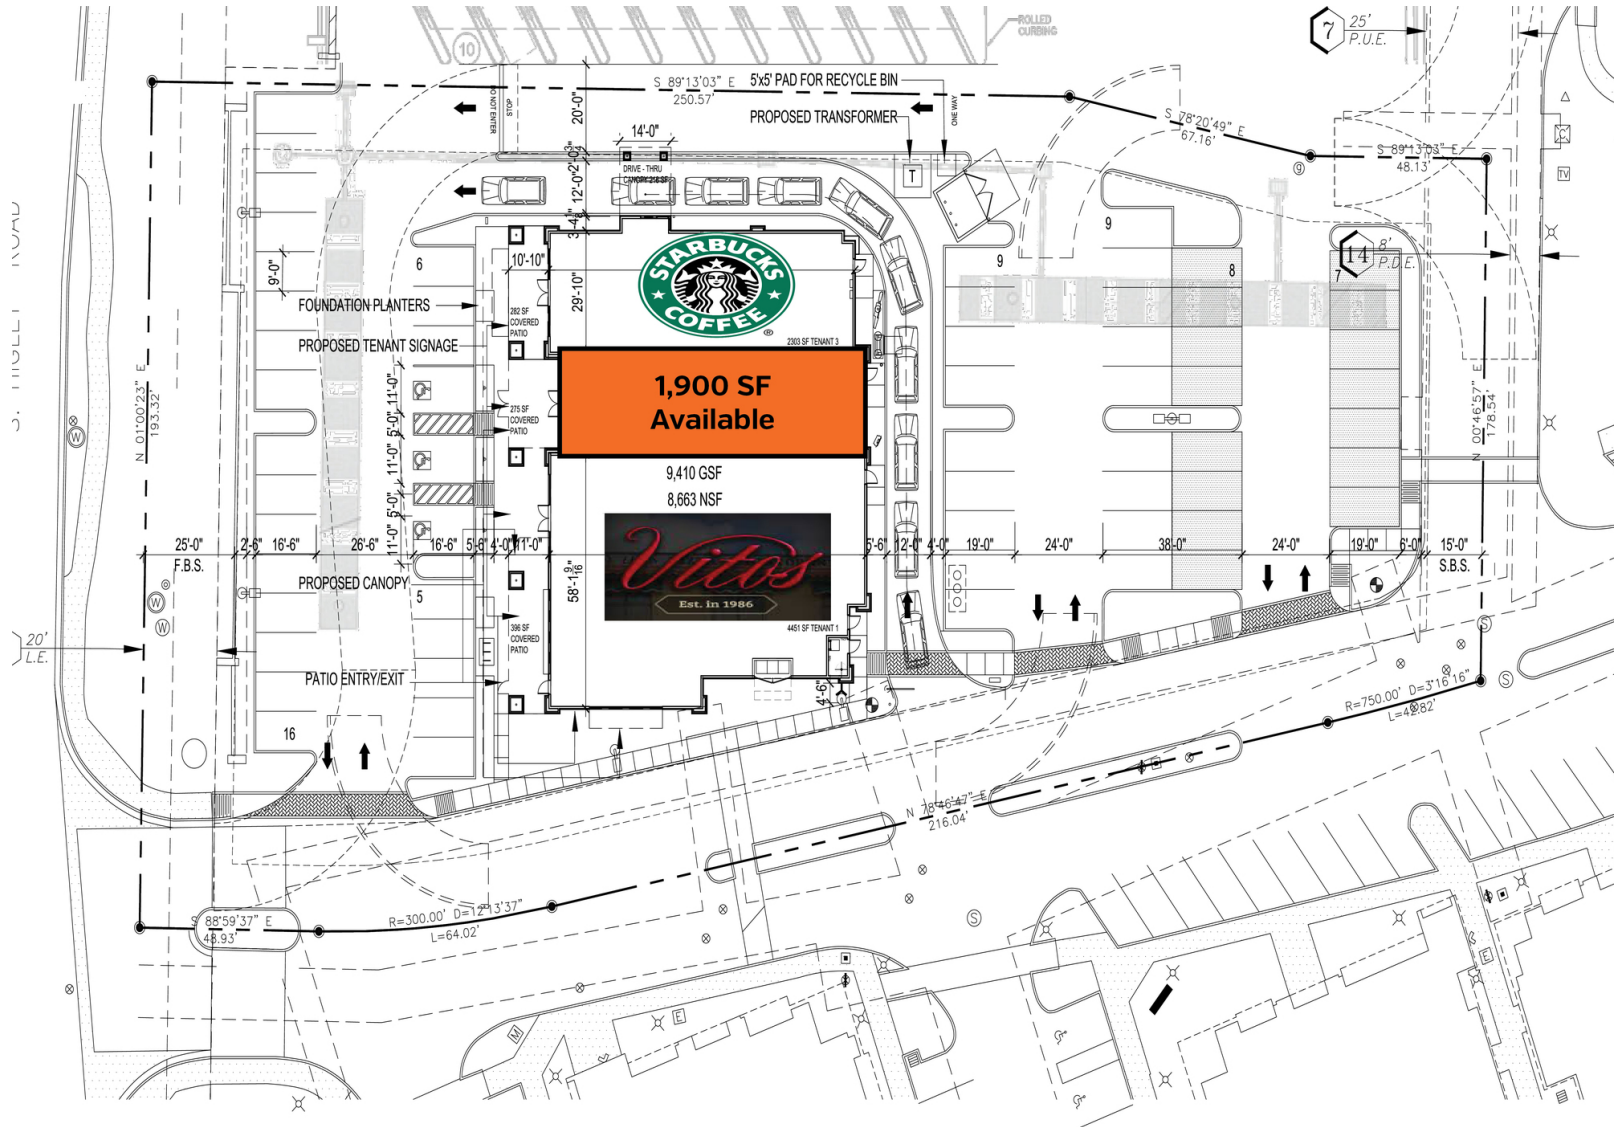 ROLLED
CURBING
10
7
25'
P.U.E.
S 89°13'03" E
250.57'
5'x5' PAD FOR RECYCLE BIN
PROPOSED TRANSFORMER
DO NOT ENTER
STOP
ONE WAY
20'-0"
14'-0"
S 78°20'49" E
67.16'
S 89°13'03" E
48.13'
DRIVE - THRU
12'-0"
T
TV
9
9
8
7
14
8'
P.D.E.
6
9'-0"
10'-10"
29'-10"
STARBUCKS
COFFEE
®
FOUNDATION PLANTERS
282 SF
COVERED
PATIO
PROPOSED TENANT SIGNAGE
2303 SF TENANT 3
ROAD
N 01°00'23" E
193.32'
N 00°46'57" E
178.54'
1,900 SF
Available
11'-0"
5'-0"
11'-0"
5'-0"
11'-0"
275 SF
COVERED
PATIO
W
9,410 GSF
8,663 NSF
25'-0"
F.B.S.
2'-6"
16'-6"
26'-6"
16'-6"
5'-6"
4'-0"
11'-0"
5'-6"
12'-0"
4'-0"
19'-0"
24'-0"
38'-0"
24'-0"
19'-0"
6'-0"
15'-0"
S.B.S.
Vitos
Est. in 1986
PROPOSED CANOPY
5
W
W
396 SF
COVERED
PATIO
4451 SF TENANT 1
E
20'
L.E.
PATIO ENTRY/EXIT
4'-6"
16
S
S
R=750.00' D=3°16'16"
L=42.82'
N 78°46'47" E
216.04'
S 88°59'37" E
48.93'
R=300.00' D=12°13'37"
L=64.02'
S
E
E
M